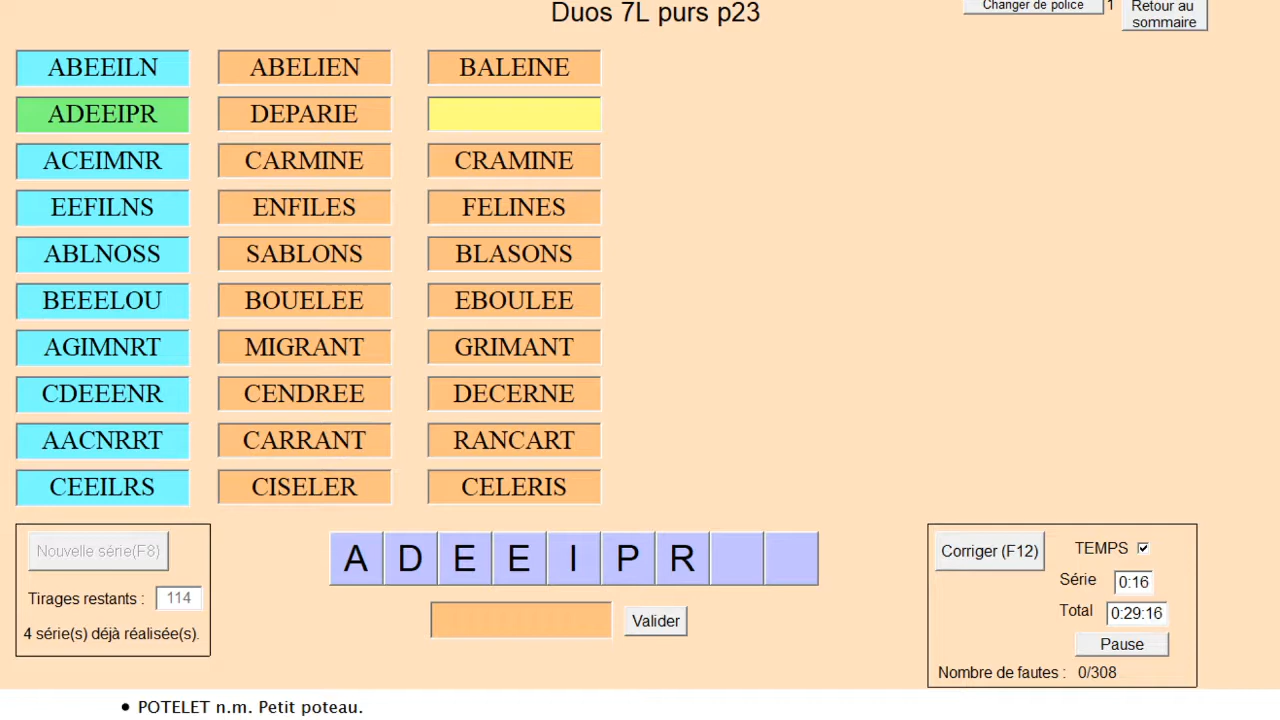 Duos 7L purs p23
Changer de police
1
Retour au
sommaire
ABEEILN ABELIEN BALEINE
ADEEIPR DEPARIE
ACEIMNR CARMINE CRAMINE
EEFILNS ENFILES FELINES
ABLNOSS SABLONS BLASONS
BEEELOU BOUELEE EBOULEE
AGIMNRT MIGRANT GRIMANT
CDEEENR CENDREE DECERNE
AACNRRT CARRANT RANCART
CEEILRS CISELER CELERIS
Nouvelle série(F8)
Tirages restants : 114
4 série(s) déjà réalisée(s).
A D E E I P R
Valider
Corriger (F12)
TEMPS
Série 0:16
Total 0:29:16
Pause
Nombre de fautes : 0/308
• POTELET n.m. Petit poteau.